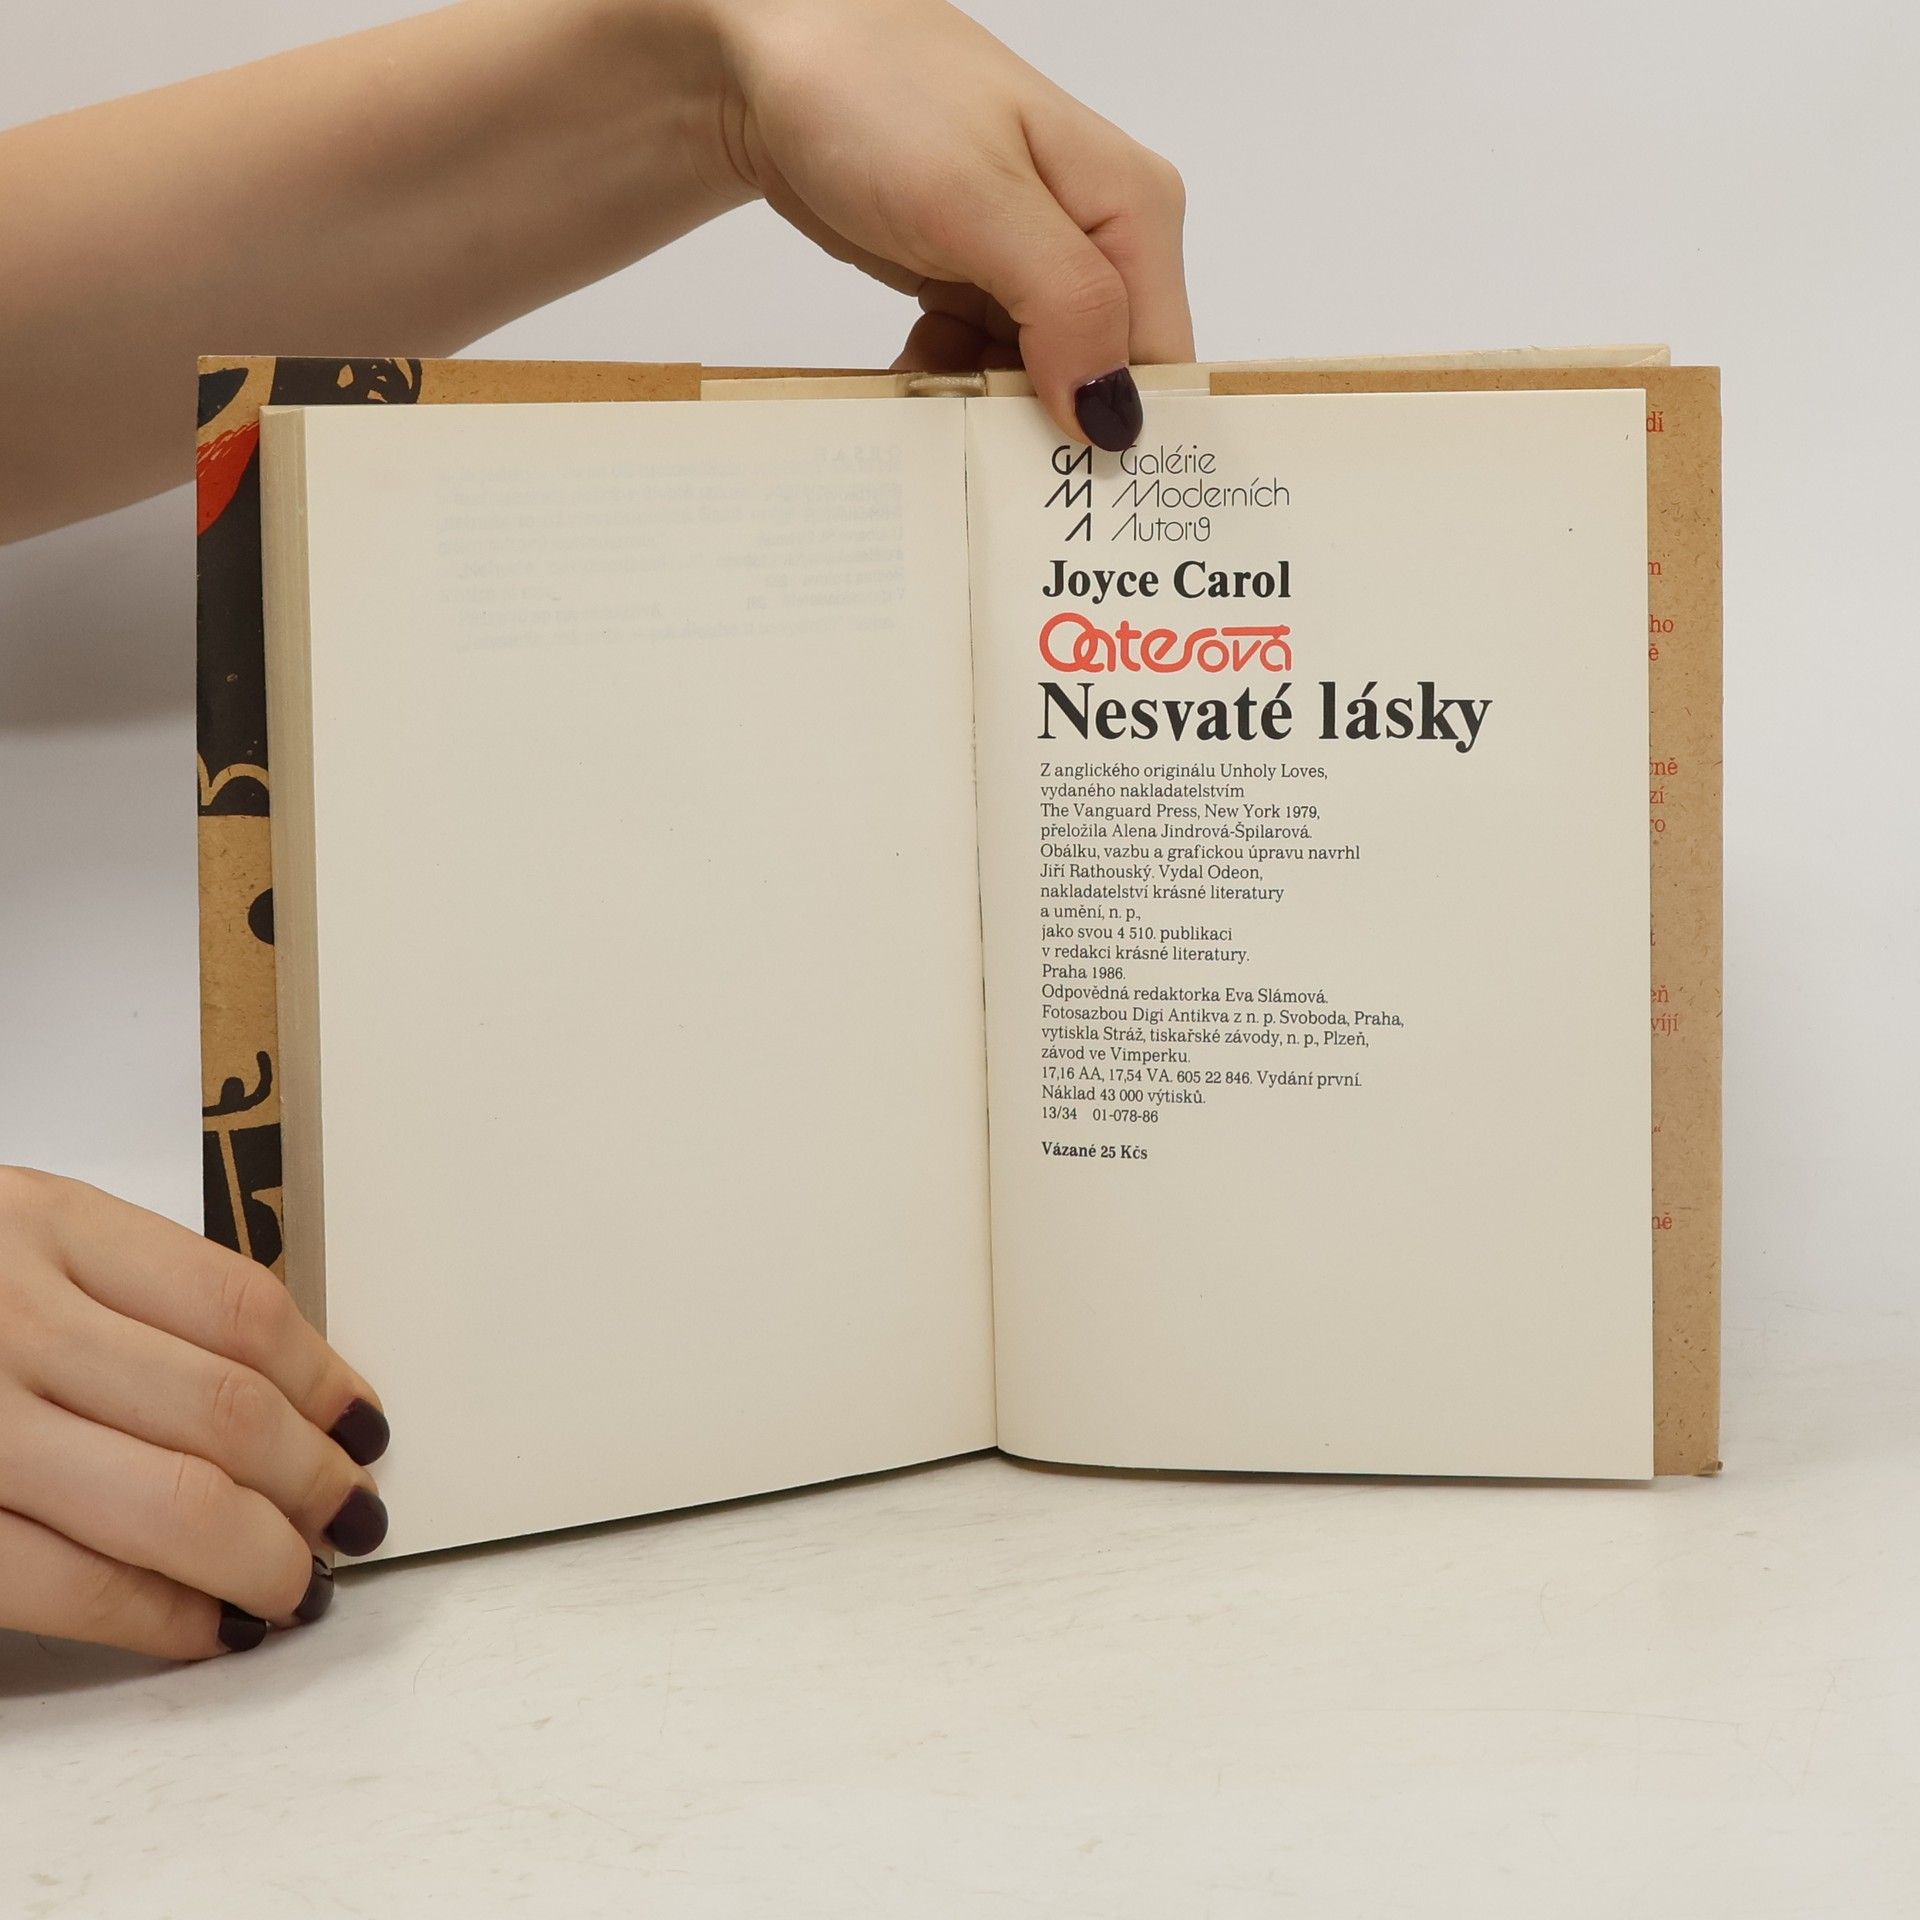 GN Galérie
M Moderních
A Autorů
Joyce Carol
Oatesová
Nesvaté lásky
Z anglického originálu Unholy Loves,
vydaného nakladatelstvím
The Vanguard Press, New York 1979,
přeložila Alena Jindrová-Špilarová.
Obálku, vazbu a grafickou úpravu navrhl
Jiří Rathouský. Vydal Odeon,
nakladatelství krásné literatury
a umění, n. p.,
jako svou 4 510. publikaci
v redakci krásné literatury.
Praha 1986.
Odpovědná redaktorka Eva Slámová.
Fotosazbou Digi Antikva z n. p. Svoboda, Praha,
vytiskla Stráž, tiskařské závody, n. p., Plzeň,
závod ve Vimperku.
17,16 AA, 17,54 VA. 605 22 846. Vydání první.
Náklad 43 000 výtisků.
13/34 01-078-86
Vázané 25 Kčs